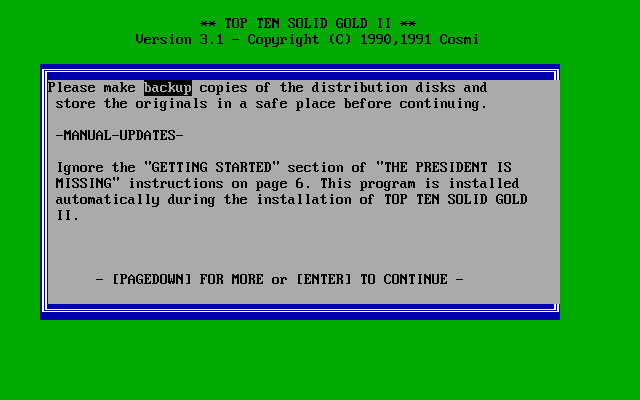 ** TOP TEN SOLID GOLD II **
Version 3.1 - Copyright (C) 1990,1991 Cosmi
Please make backup copies of the distribution disks and
store the originals in a safe place before continuing.
-MANUAL-UPDATES-
Ignore the "GETTING STARTED" section of "THE PRESIDENT IS
MISSING" instructions on page 6. This program is installed
automatically during the installation of TOP TEN SOLID GOLD
II.
- [PAGEDOWN] FOR MORE or [ENTER] TO CONTINUE -